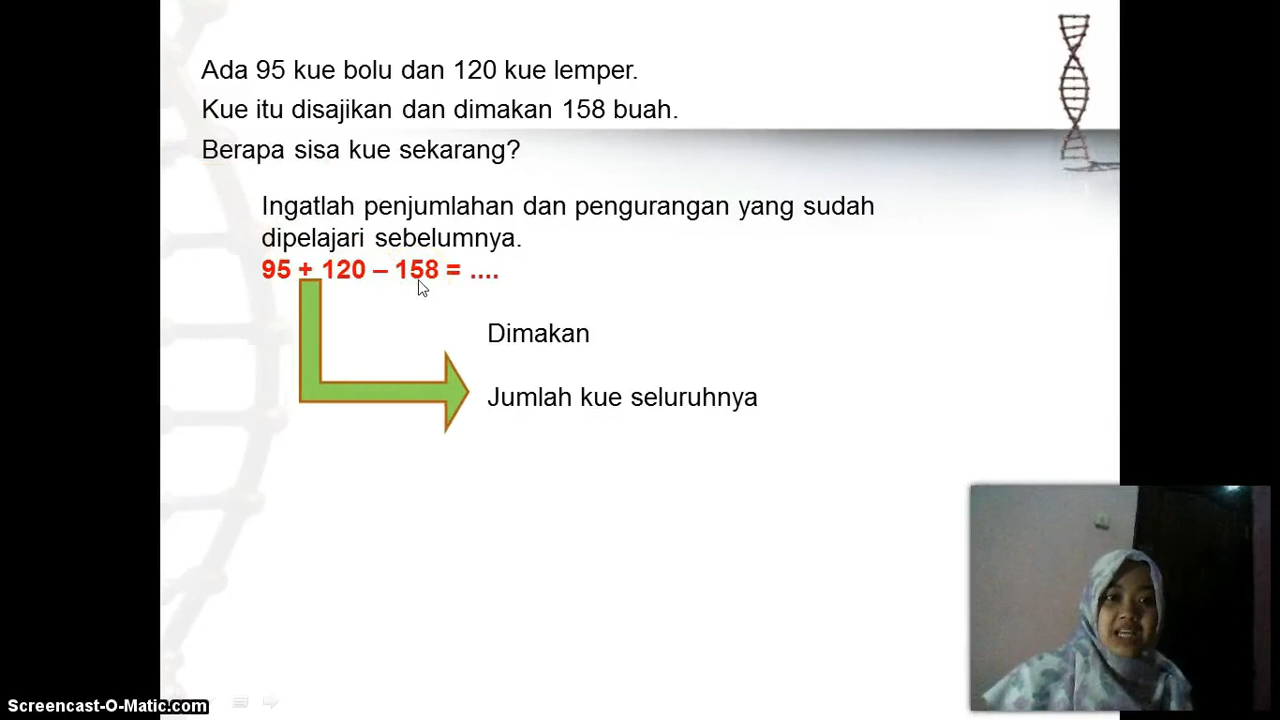 Ada 95 kue bolu dan 120 kue lemper.
Kue itu disajikan dan dimakan 158 buah.
Berapa sisa kue sekarang?
Ingatlah penjumlahan dan pengurangan yang sudah
dipelajari sebelumnya.
95 + 120 – 158 = ....
Dimakan
Jumlah kue seluruhnya
Screencast-O-Matic.com